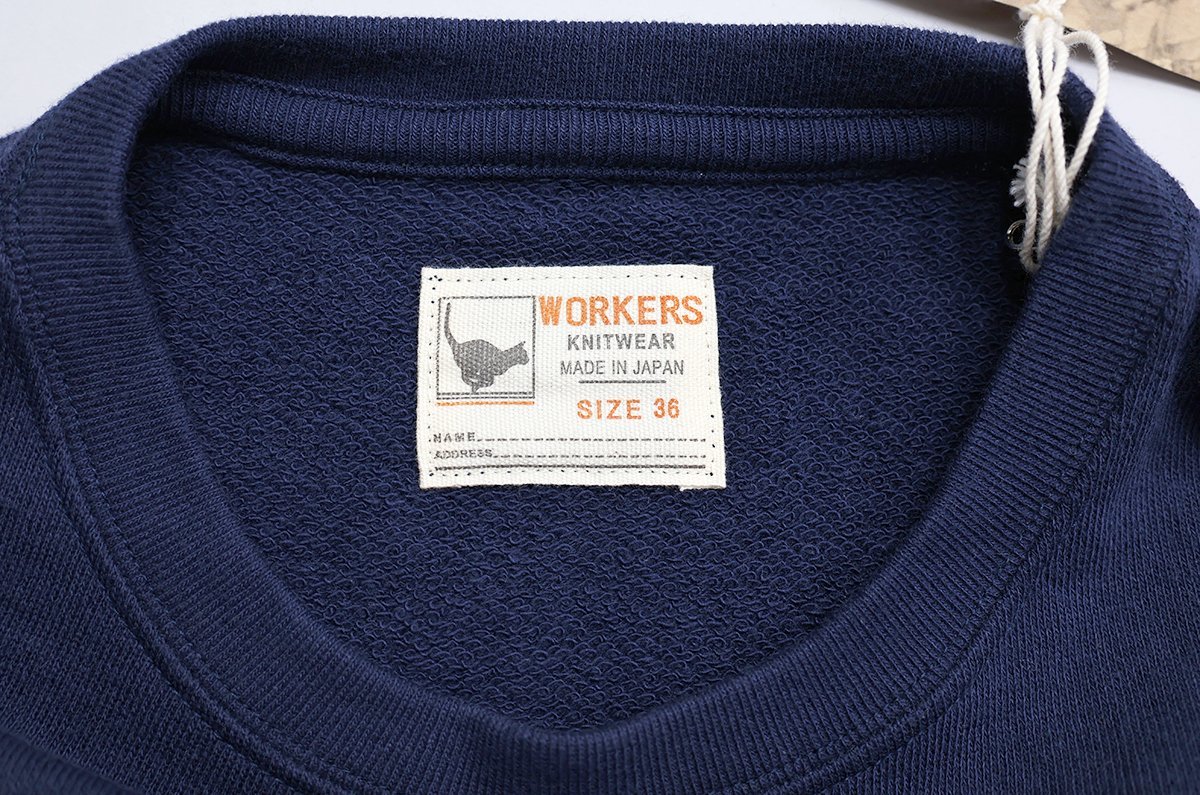 WORKERS
KNITWEAR
MADE IN JAPAN
SIZE 36
NAME
ADDRESS